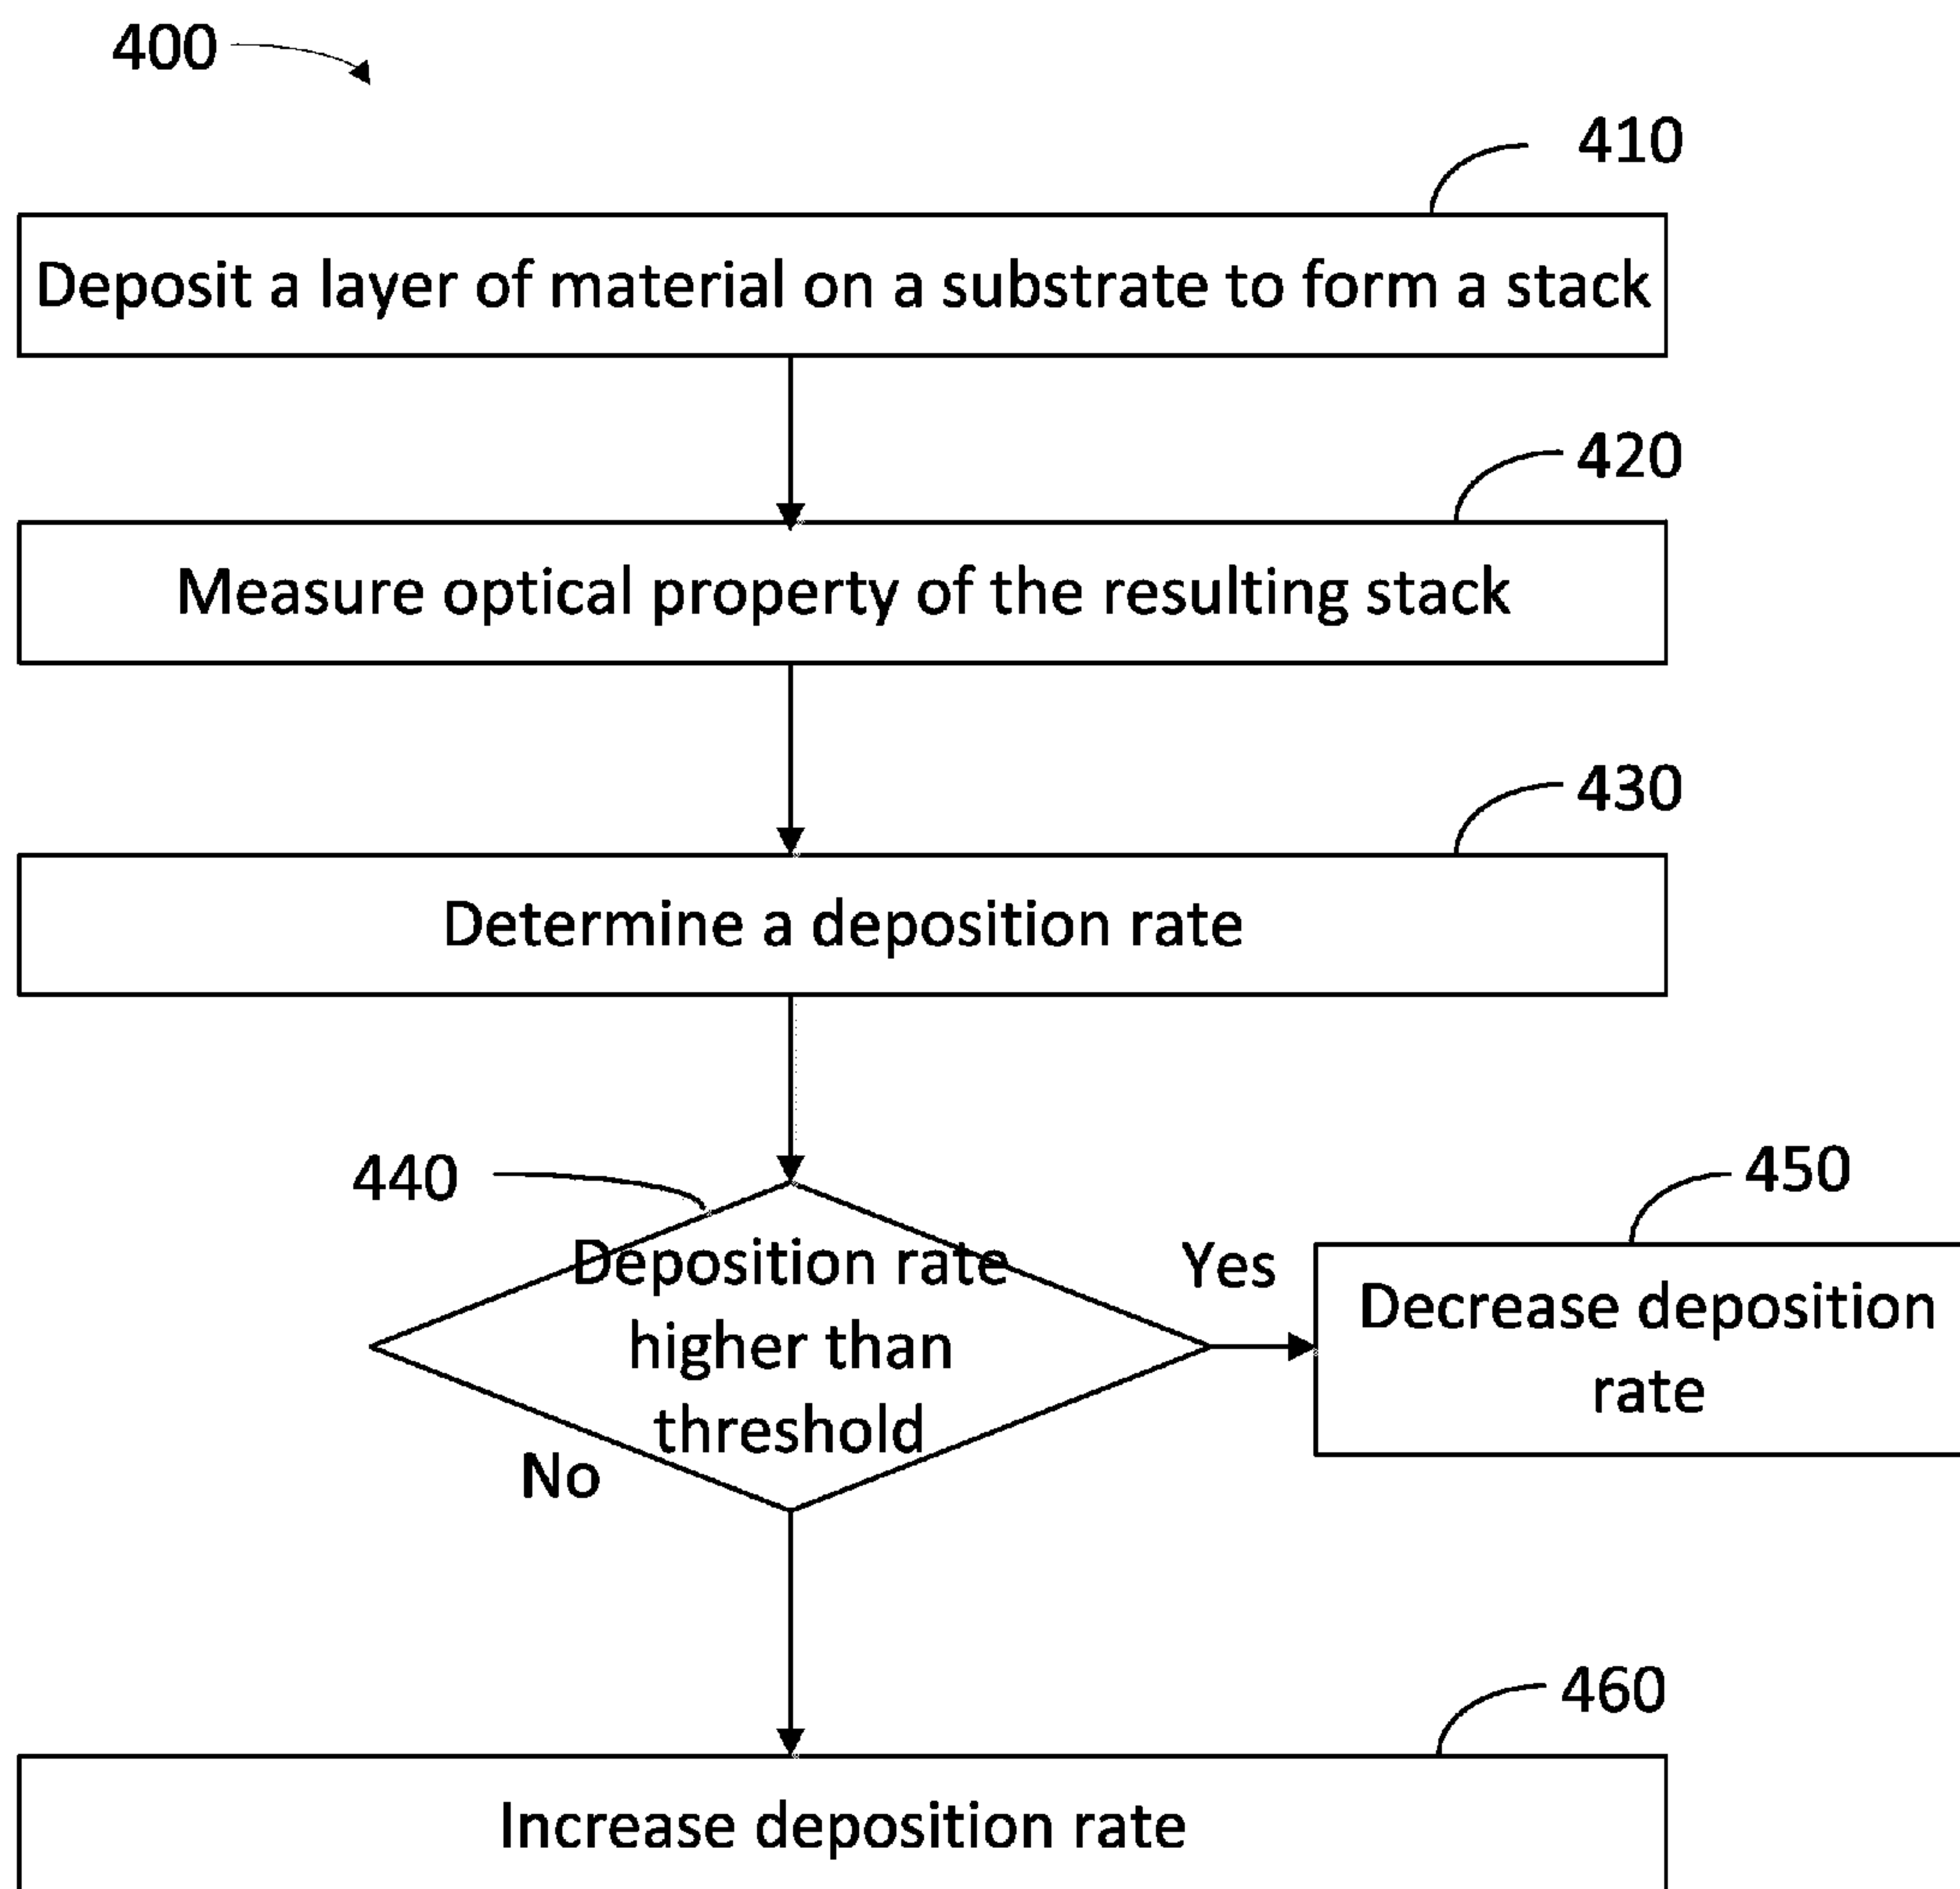 400
410
Deposit a layer of material on a substrate to form a stack
420
Measure optical property of the resulting stack
430
Determine a deposition rate
440
Deposition rate
higher than
threshold
Yes
No
450
Decrease deposition
rate
460
Increase deposition rate